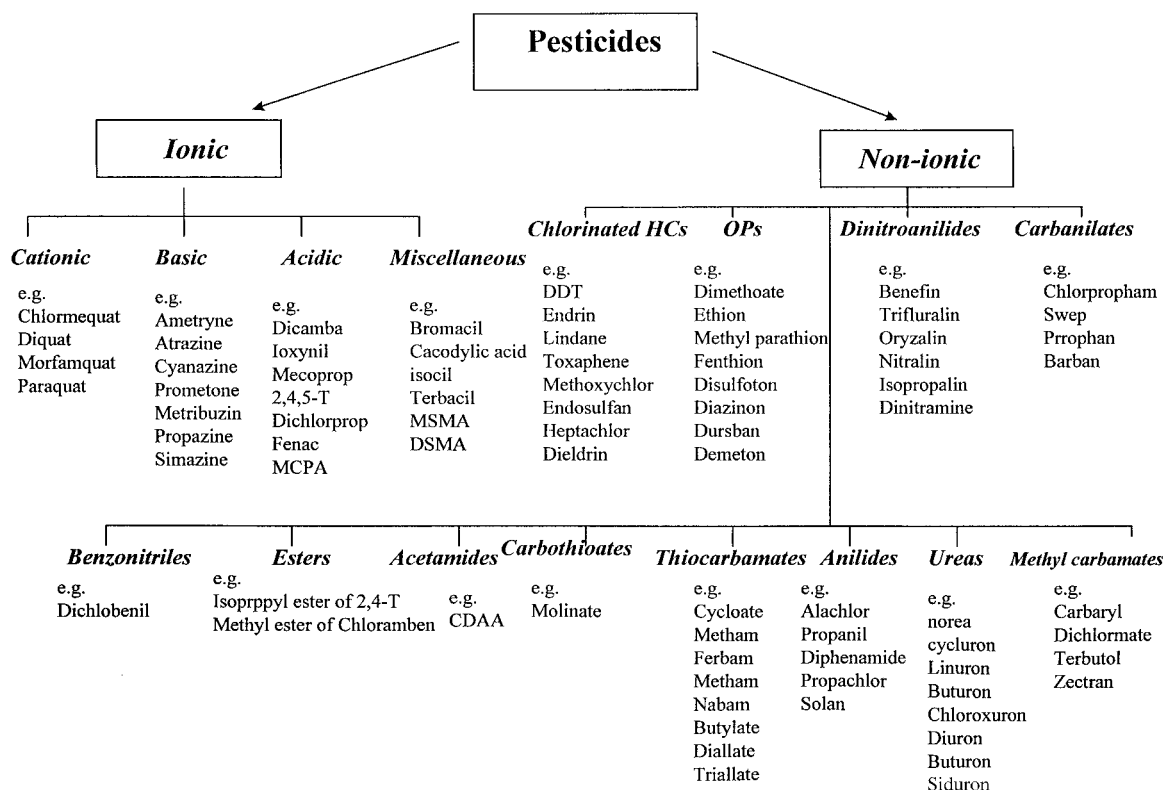 Pesticides
Ionic
Non-ionic
Cationic
e.g.
Chlormequat
Diquat
Morfamquat
Paraquat
Basic
e.g.
Ametryne
Atrazine
Cyanazine
Prometone
Metribuzin
Propazine
Simazine
Acidic
e.g.
Dicamba
Ioxynil
Mecoprop
2,4,5-T
Dichlorprop
Fenac
MCPA
Miscellaneous
e.g.
Bromacil
Cacodylic acid
isocil
Terbacil
MSMA
DSMA
Chlorinated HCs
e.g.
DDT
Endrin
Lindane
Toxaphene
Methoxychlor
Endosulfan
Heptachlor
Dieldrin
OPs
e.g.
Dimethoate
Ethion
Methyl parathion
Fenthion
Disulfoton
Diazinon
Dursban
Demeton
Dinitroanilides
e.g.
Benefin
Trifluralin
Oryzalin
Nitralin
Isopropalin
Dinitramine
Carbanilates
e.g.
Chlorpropham
Swep
Prrophan
Barban
Benzonitriles
e.g.
Dichlobenil
Esters
e.g.
Isoprppyl ester of 2,4-T
Methyl ester of Chloramben
Acetamides
e.g.
CDAA
Carbothioates
e.g.
Molinate
Thiocarbamates
e.g.
Cycloate
Metham
Ferbam
Metham
Nabam
Butylate
Diallate
Triallate
Anilides
e.g.
Alachlor
Propanil
Diphenamide
Propachlor
Solan
Ureas
e.g.
norea
cycluron
Linuron
Buturon
Chloroxuron
Diuron
Buturon
Siduron
Methyl carbamates
e.g.
Carbaryl
Dichlormate
Terbutol
Zectran